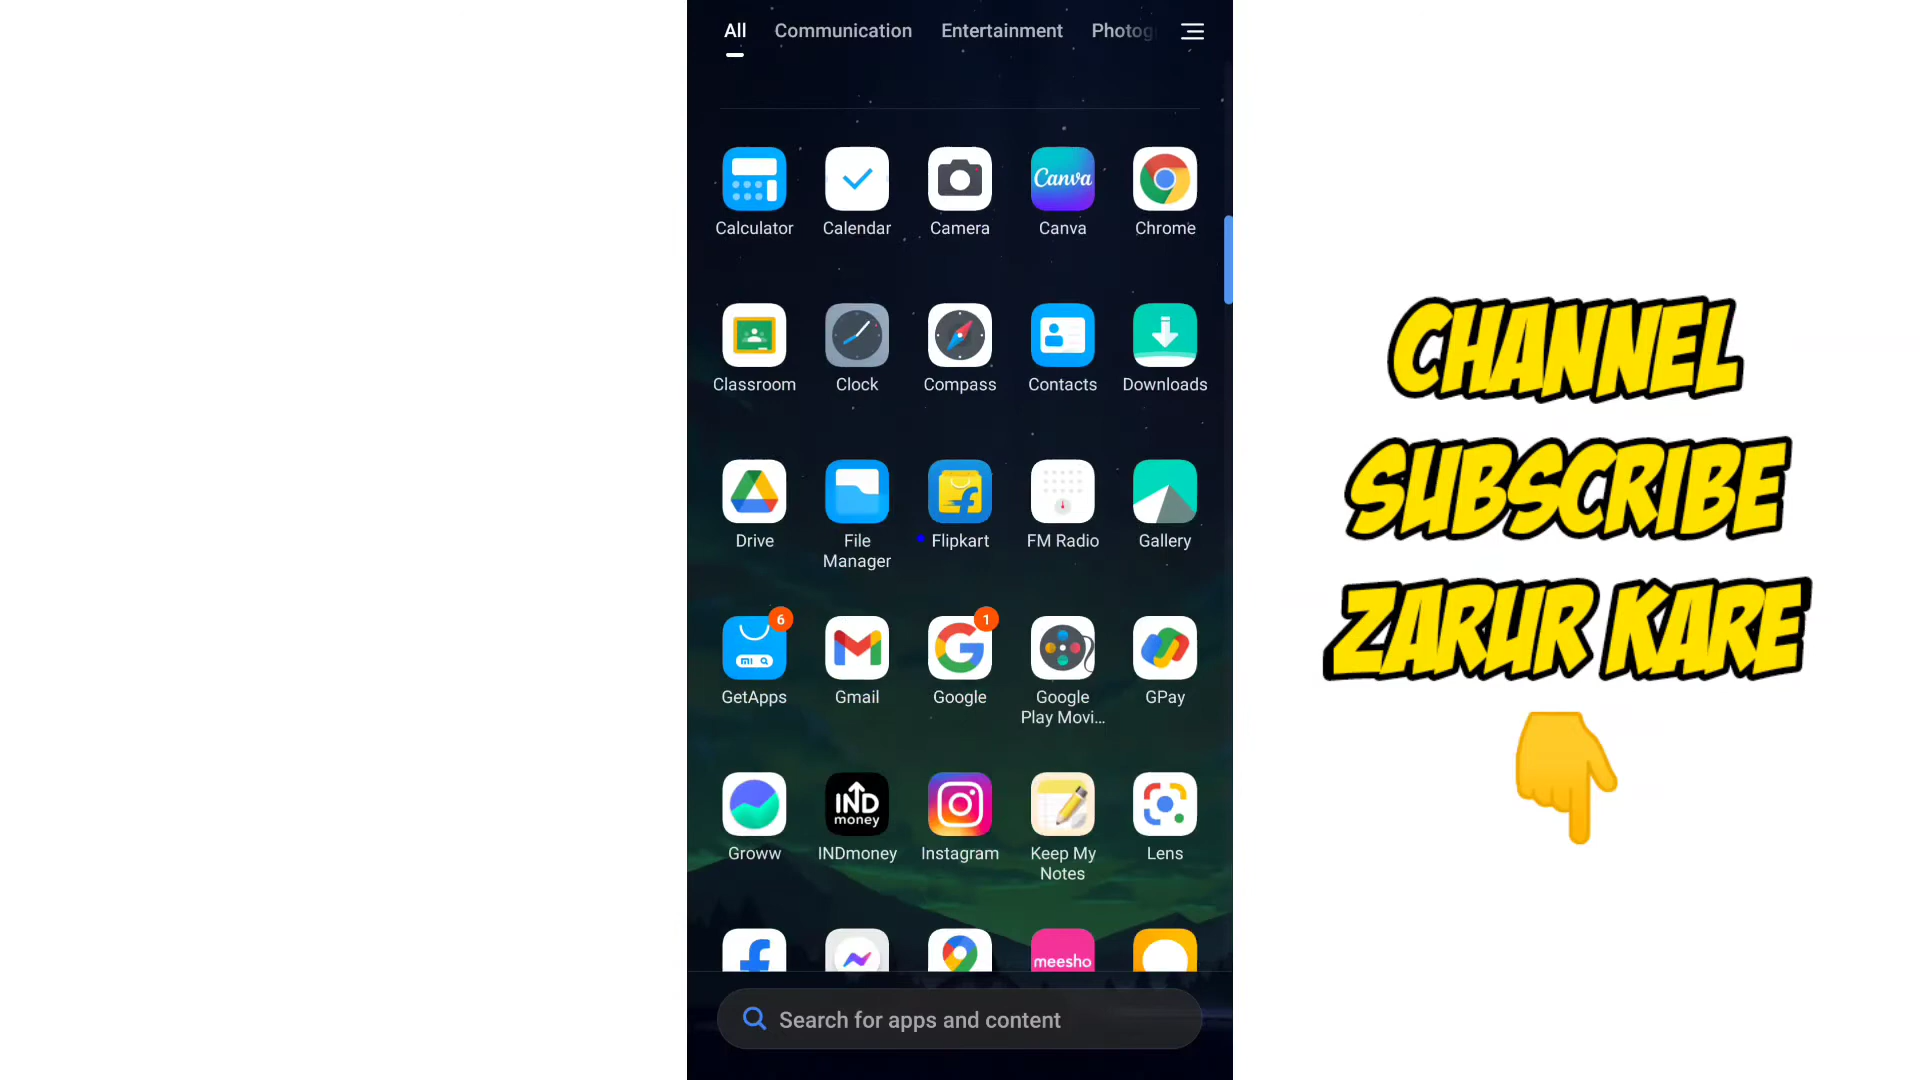 All Communication Entertainment Photog
Canva
Calculator Calendar Camera Canva Chrome
Classroom Clock Compass Contacts Downloads
Drive File Manager Flipkart FM Radio Gallery
6 1
mi
GetApps Gmail Google Google Play Movi... GPay
IND money
Groww INDmoney Instagram Keep My Notes Lens
meesho
Search for apps and content
CHANNEL
SUBSCRIBE
ZARUR KARE